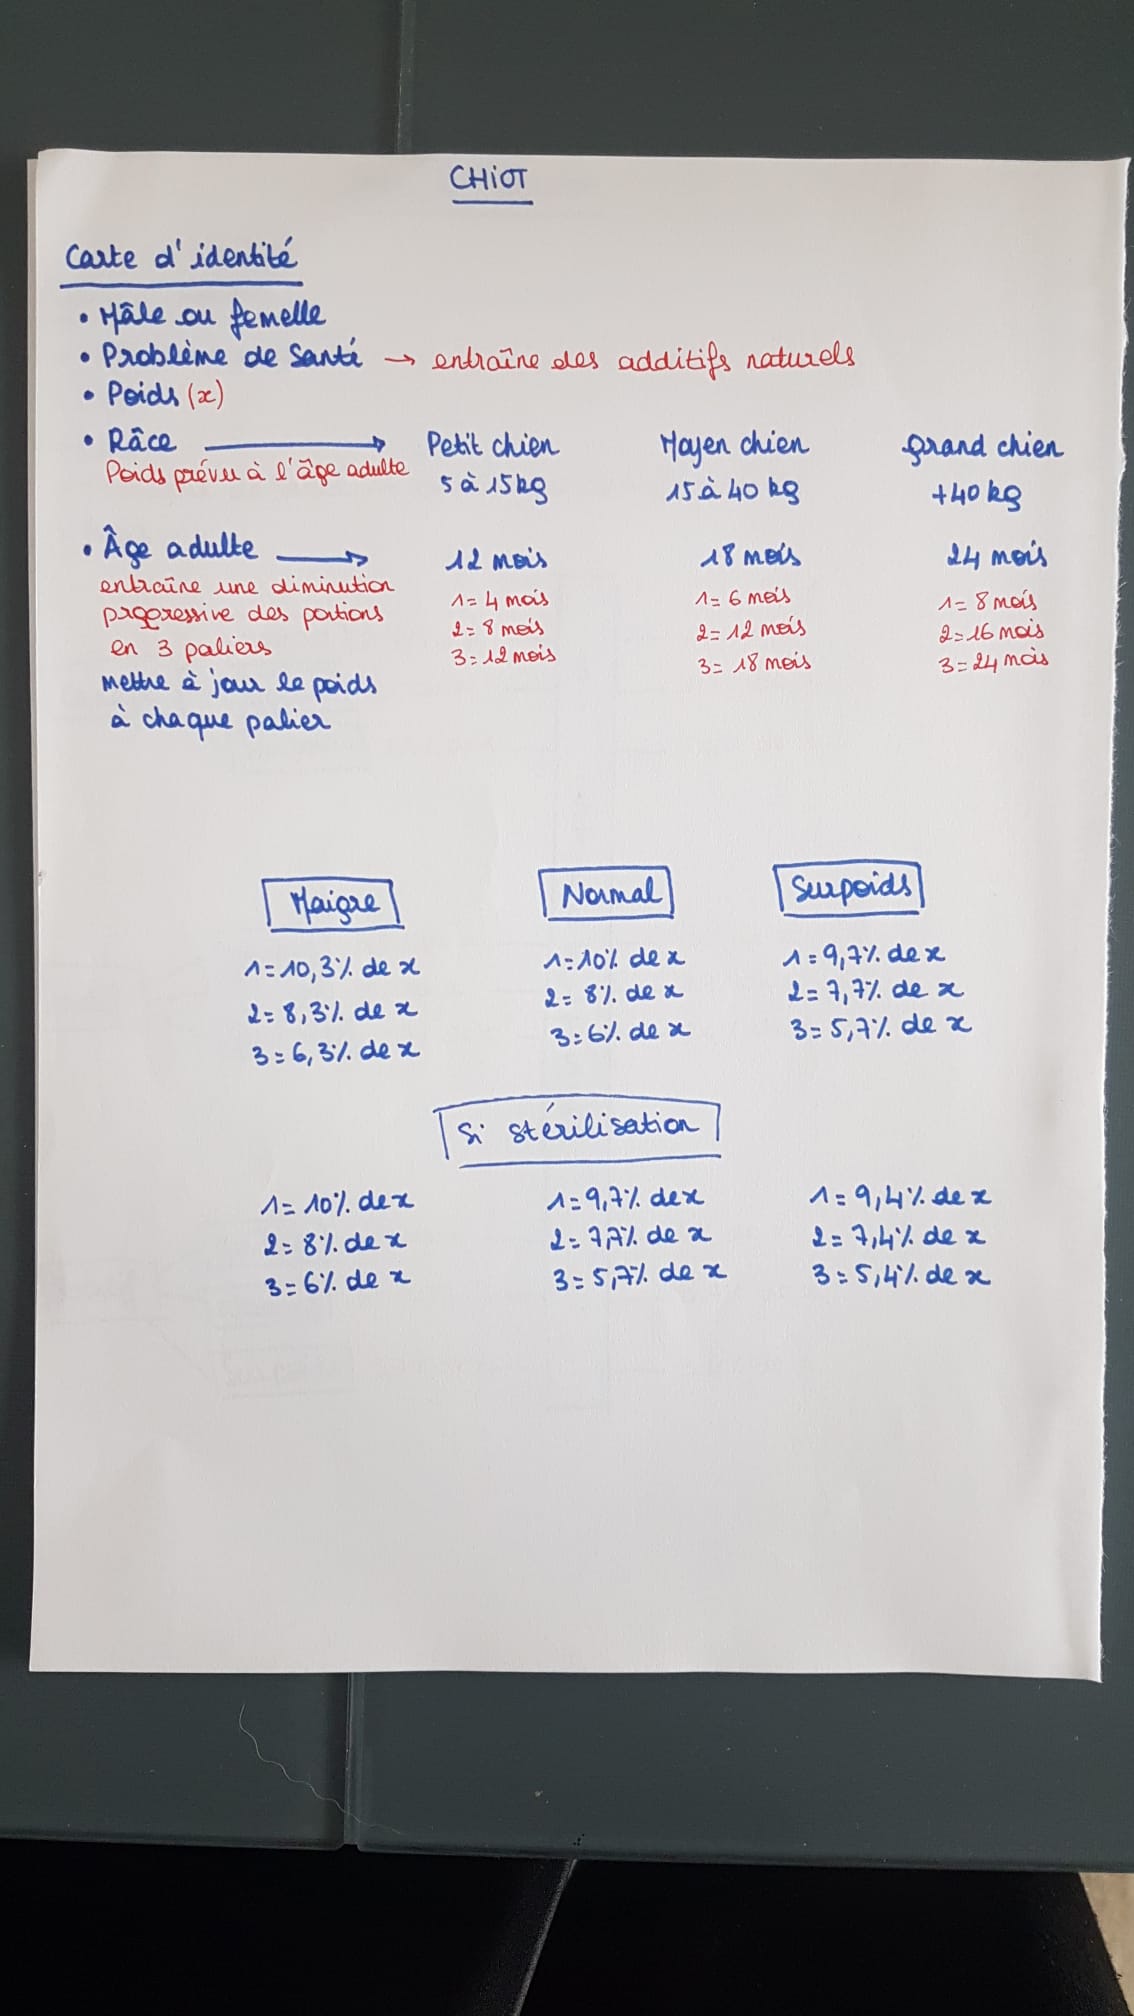 CHiOT
Carte d'identité
• Mâle ou femelle
• Problème de Santé → entraîne des additifs naturels
• Poids (x)
• Râce → Petit chien Moyen chien Grand chien
Poids prévu à l'âge adulte 5 à 15kg 15 à 40 kg +40 kg
• Âge adulte → 12 mois 18 mois 24 mois
entraîne une diminution 1= 4 mois 1= 6 mois 1= 8 mois
progressive des portions 2= 8 mois 2= 12 mois 2=16 mois
en 3 paliers 3=12 mois 3= 18 mois 3=24 mois
mettre à jour le poids
à chaque palier
Maigre Normal Surpoids
1=10,3% de x 1=10% de x 1=9,7% de x
2= 8,3% de x 2= 8% de x 2= 7,7% de x
3=6,3% de x 3=6% de x 3=5,7% de x
Si stérilisation
1= 10% de x 1=9,7% de x 1= 9,4% de x
2= 8% de x 2= 7,7% de x 2= 7,4% de x
3=6% de x 3=5,7% de x 3=5,4% de x